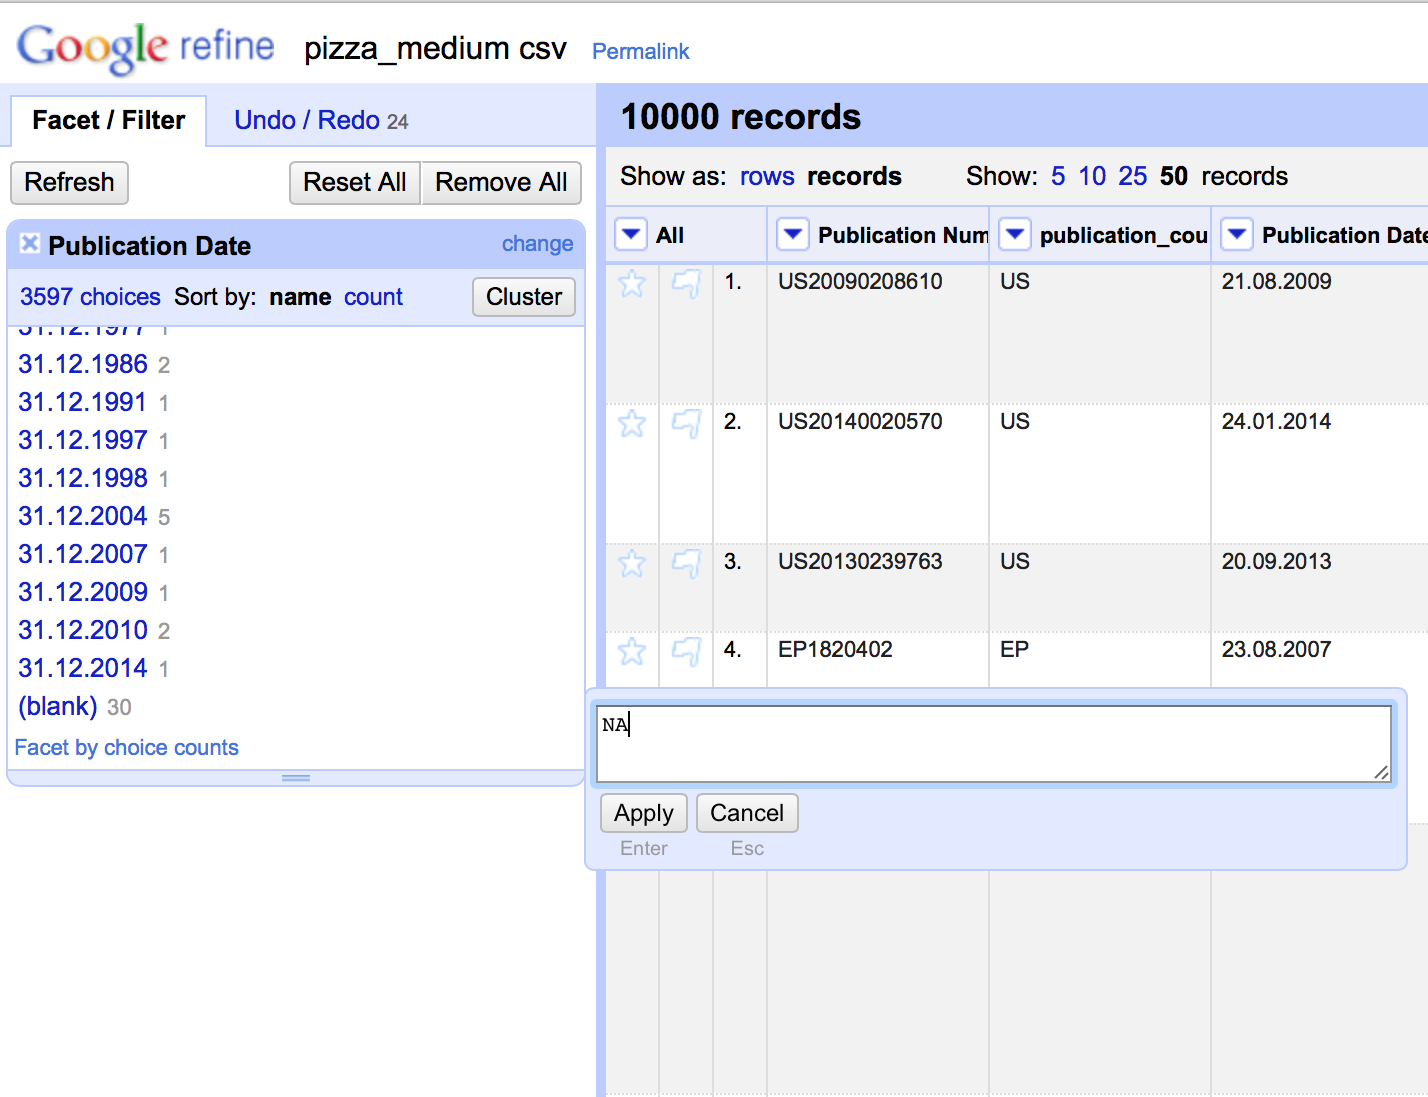 Google refine pizza_medium csv Permalink
Facet / Filter Undo / Redo 24
Refresh Reset All Remove All
Publication Date change
3597 choices Sort by: name count Cluster
31.12.1977 1
31.12.1986 2
31.12.1991 1
31.12.1997 1
31.12.1998 1
31.12.2004 5
31.12.2007 1
31.12.2009 1
31.12.2010 2
31.12.2014 1
(blank) 30
Facet by choice counts
10000 records
Show as: rows records Show: 5 10 25 50 records
All Publication Num publication_cou Publication Date
1. US20090208610 US 21.08.2009
2. US20140020570 US 24.01.2014
3. US20130239763 US 20.09.2013
4. EP1820402 EP 23.08.2007
NA
Apply Cancel
Enter Esc